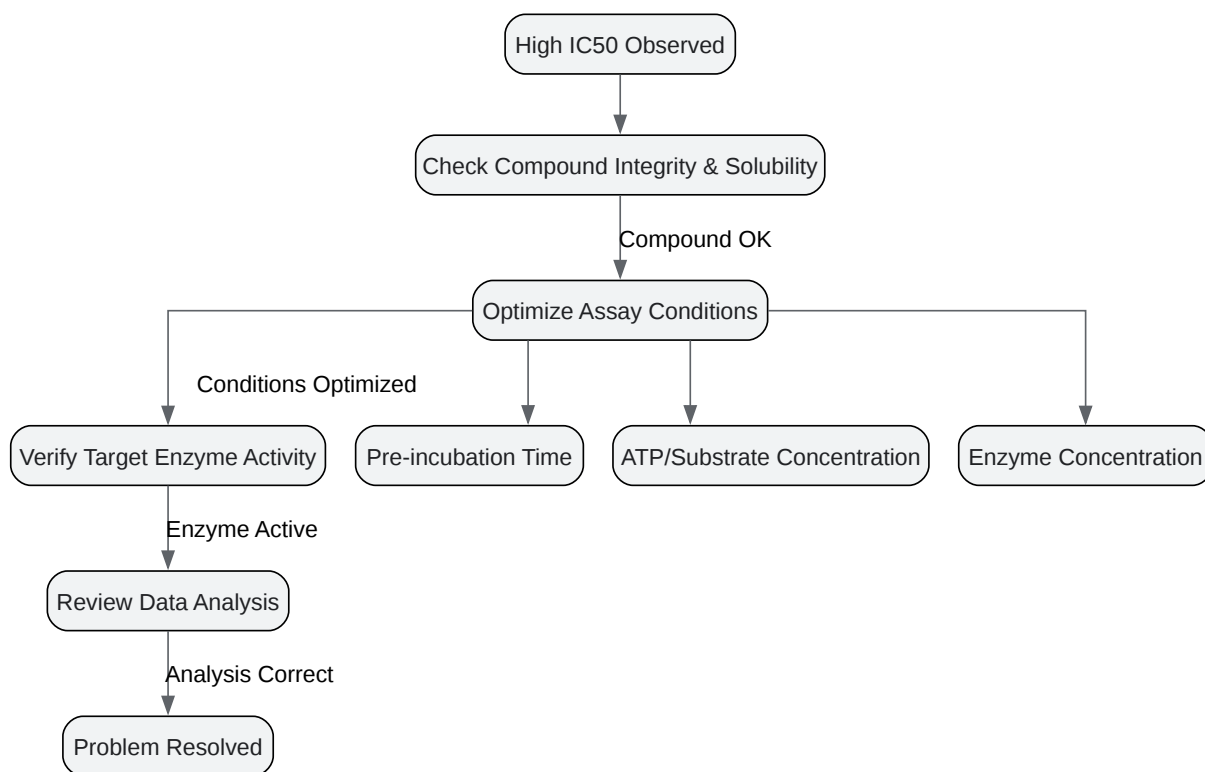 High IC50 Observed
Check Compound Integrity & Solubility
Compound OK
Optimize Assay Conditions
Conditions Optimized
Verify Target Enzyme Activity
Pre-incubation Time
ATP/Substrate Concentration
Enzyme Concentration
Enzyme Active
Review Data Analysis
Analysis Correct
Problem Resolved